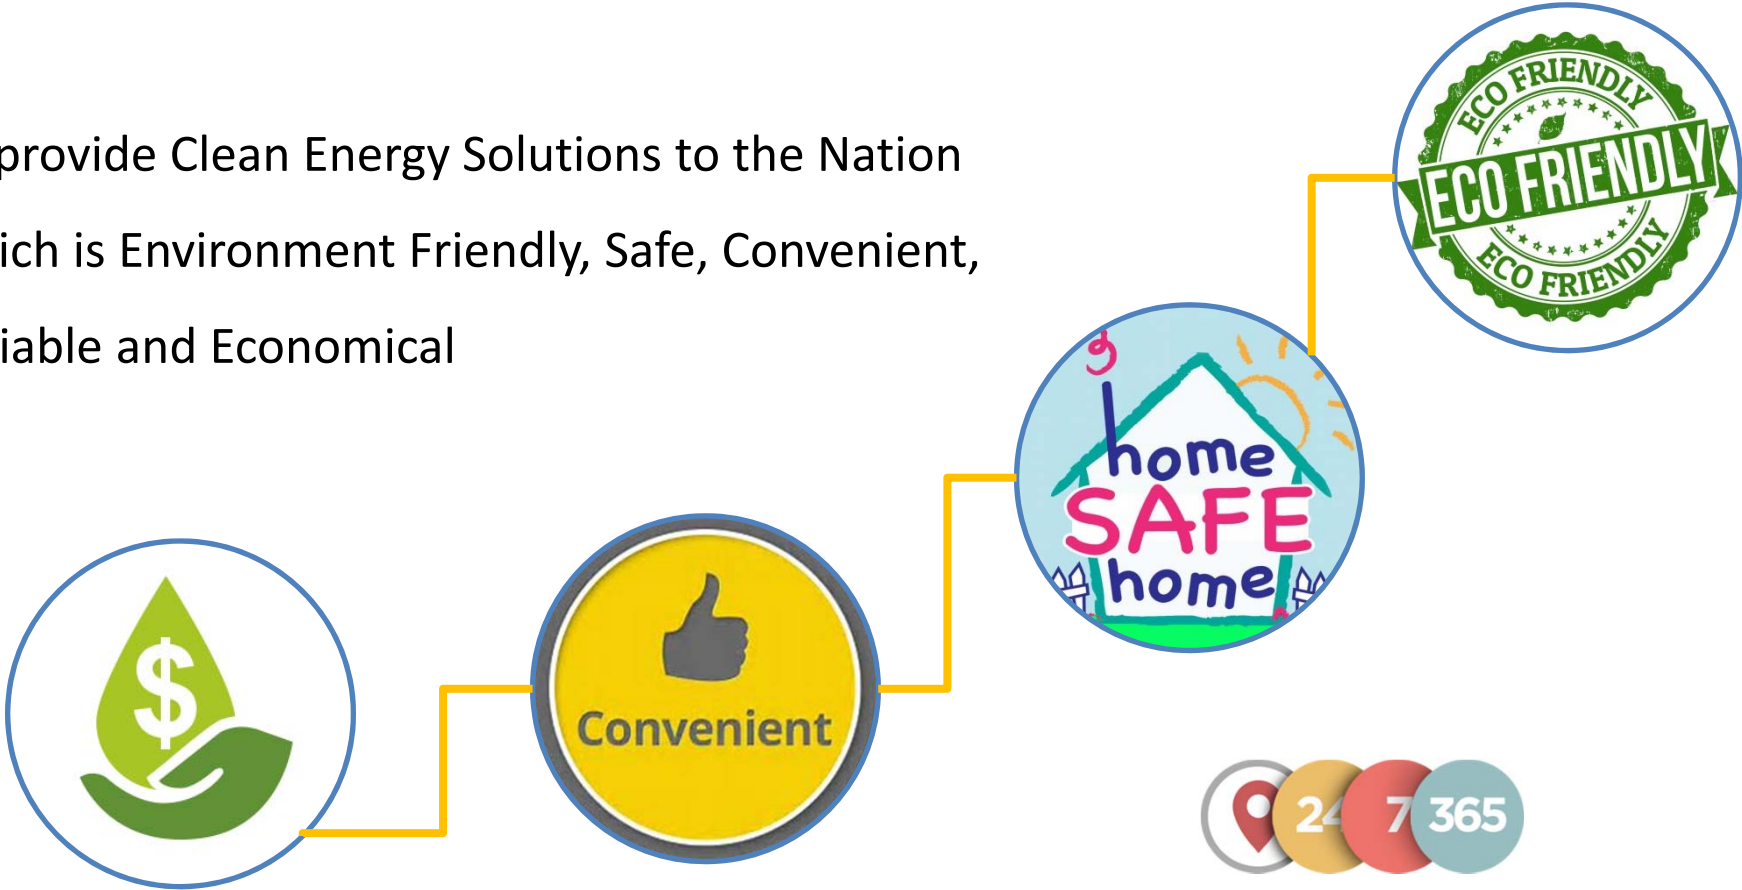 provide Clean Energy Solutions to the Nation
ich is Environment Friendly, Safe, Convenient,
iable and Economical
ECO FRIENDLY
ECO FRIENDLY
ECO FRIENDLY
home
SAFE
home
$
Convenient
24 7 365